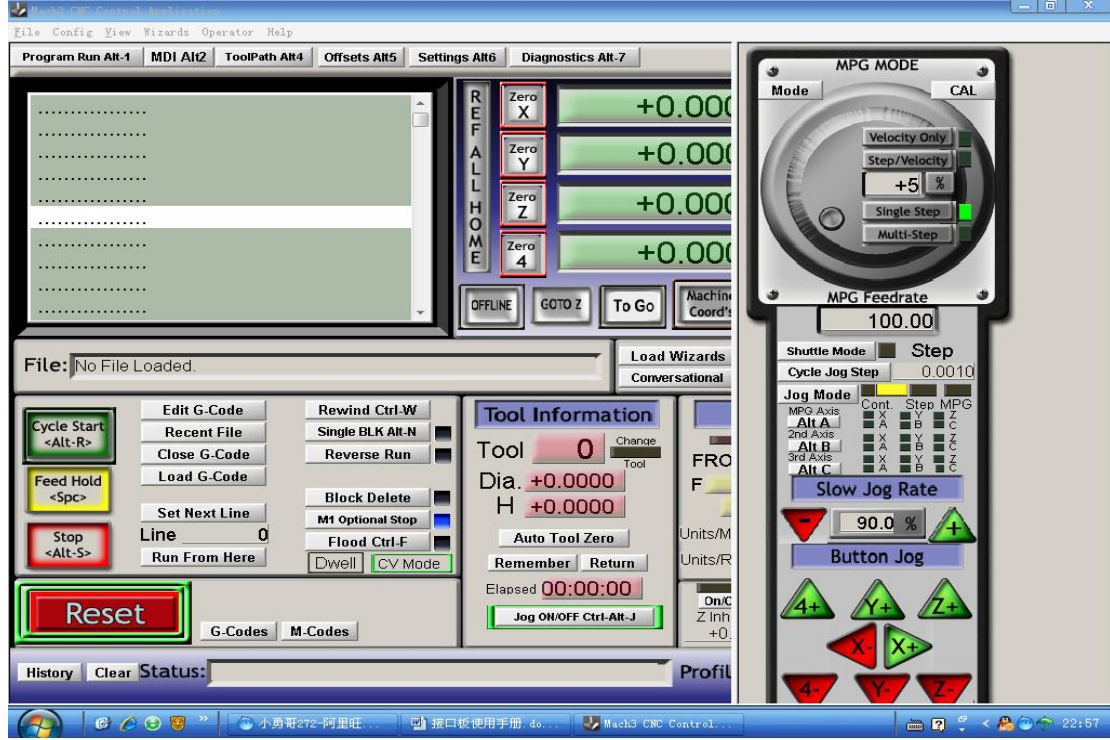 Mach3 CNC Control Application
File Config View Wizards Operator Help
Program Run Alt-1 MDI Alt2 ToolPath Alt4 Offsets Alt5 Settings Alt6 Diagnostics Alt-7
REF ALL HOME
Zero X +0.000
Zero Y +0.000
Zero Z +0.000
Zero 4 +0.000
OFFLINE GOTO Z To Go Machine Coord's
File: No File Loaded.
Load Wizards
Conversational
Cycle Start <Alt-R>
Feed Hold <Spc>
Stop <Alt-S>
Edit G-Code
Recent File
Close G-Code
Load G-Code
Set Next Line
Line 0
Run From Here
Rewind Ctrl-W
Single BLK Alt-N
Reverse Run
Block Delete
M1 Optional Stop
Flood Ctrl-F
Dwell CV Mode
Reset
G-Codes M-Codes
Tool Information
Tool 0 Change Tool
Dia. +0.0000
H +0.0000
Auto Tool Zero
Remember Return
Elapsed 00:00:00
Jog ON/OFF Ctrl-Alt-J
FRO
F
Units/M
Units/R
On/O
Z Inh
+0.
History Clear Status:
Profil
MPG MODE
Mode CAL
Velocity Only
Step/Velocity
+5 %
Single Step
Multi-Step
MPG Feedrate
100.00
Shuttle Mode Step
Cycle Jog Step 0.0010
Jog Mode
Cont. Step MPG
MPG Axis
Alt A X Y Z A B C
2nd Axis
Alt B X Y Z A B C
3rd Axis
Alt C X Y Z A B C
Slow Jog Rate
- 90.0 % +
Button Jog
4+ Y+ Z+
X- X+
4- Y- Z-
小勇哥272-阿里旺... 接口板使用手册.do... Mach3 CNC Control... 22:57